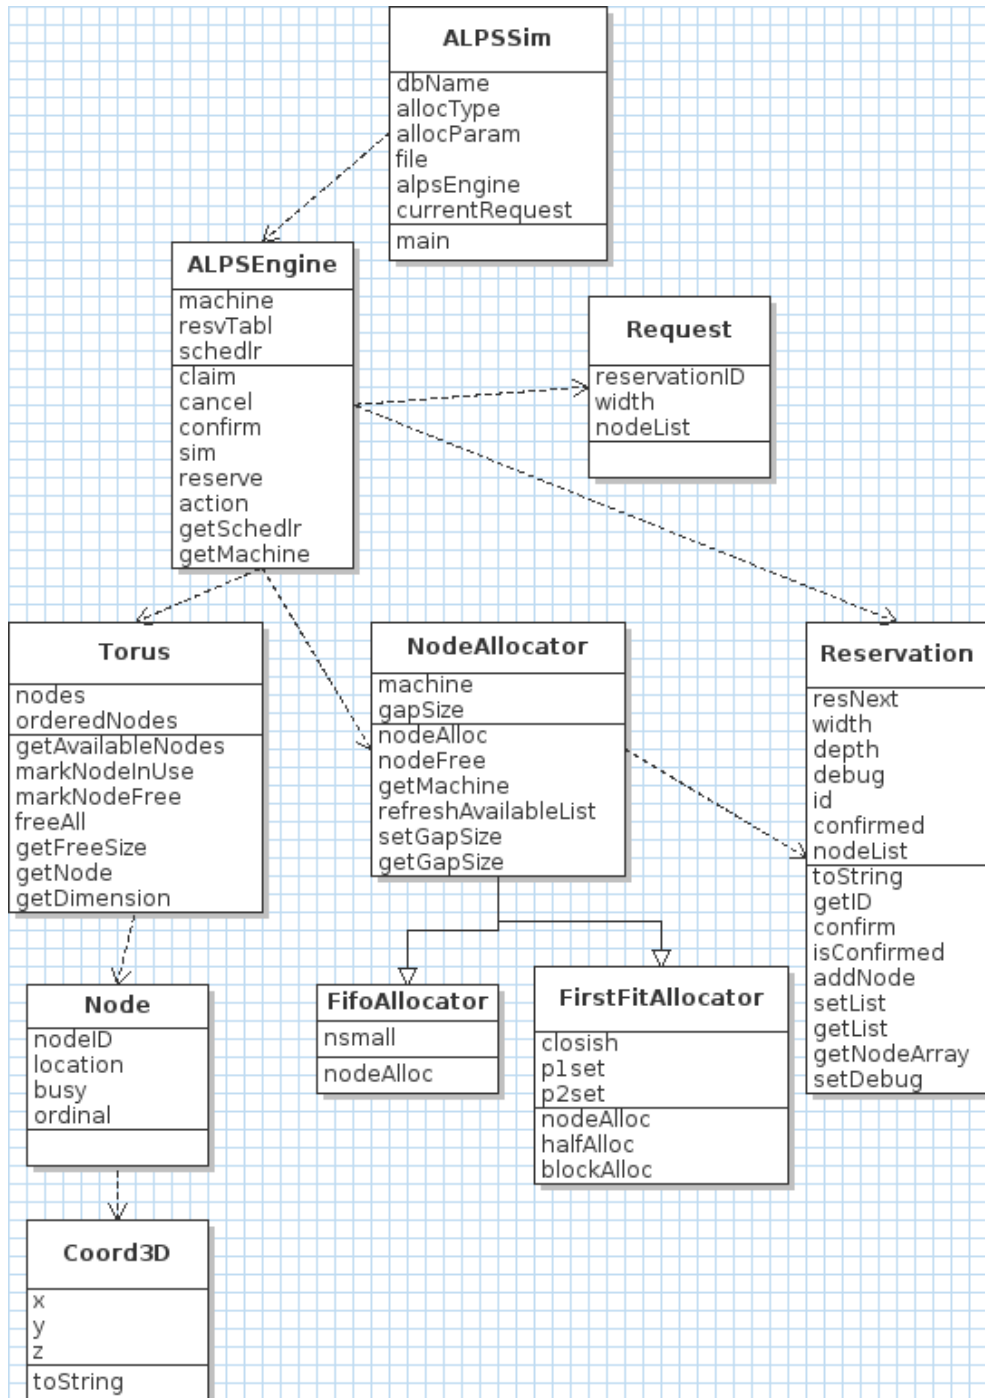 ALPSSim
dbName
allocType
allocParam
file
alpsEngine
currentRequest
main
ALPSEngine
machine
resvTabl
schedlr
claim
cancel
confirm
sim
reserve
action
getSchedlr
getMachine
Request
reservationID
width
nodeList
Torus
nodes
orderedNodes
getAvailableNodes
markNodeInUse
markNodeFree
freeAll
getFreeSize
getNode
getDimension
NodeAllocator
machine
gapSize
nodeAlloc
nodeFree
getMachine
refreshAvailableList
setGapSize
getGapSize
Reservation
resNext
width
depth
debug
id
confirmed
nodeList
toString
getID
confirm
isConfirmed
addNode
setList
getList
getNodeArray
setDebug
Node
nodeID
location
busy
ordinal
FifoAllocator
nsmall
nodeAlloc
FirstFitAllocator
closish
p1set
p2set
nodeAlloc
halfAlloc
blockAlloc
Coord3D
x
y
z
toString